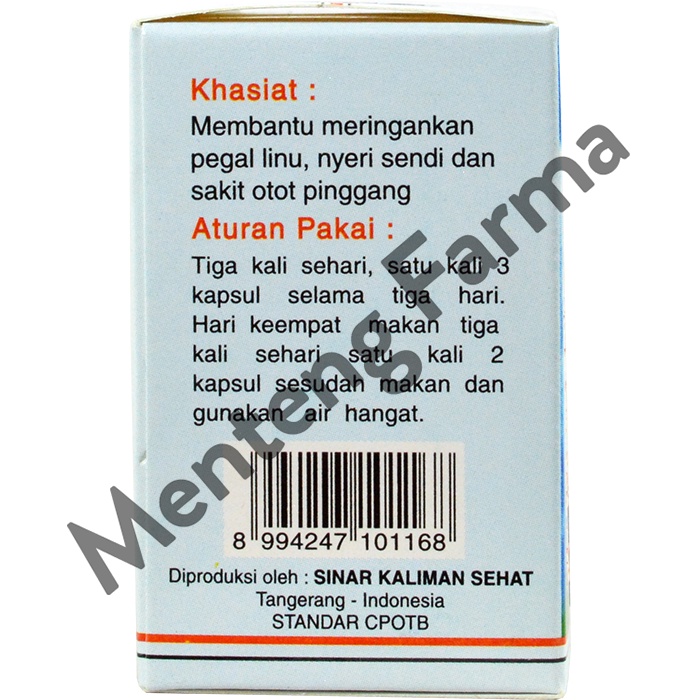 Khasiat :
Membantu meringankan
pegal linu, nyeri sendi dan
sakit otot pinggang
Aturan Pakai :
Tiga kali sehari, satu kali 3
kapsul selama tiga hari.
Hari keempat makan tiga
kali sehari satu kali 2
kapsul sesudah makan dan
gunakan air hangat.
8 994247 101168
Diproduksi oleh : SINAR KALIMAN SEHAT
Tangerang - Indonesia
STANDAR CPOTB
Menteng Farma